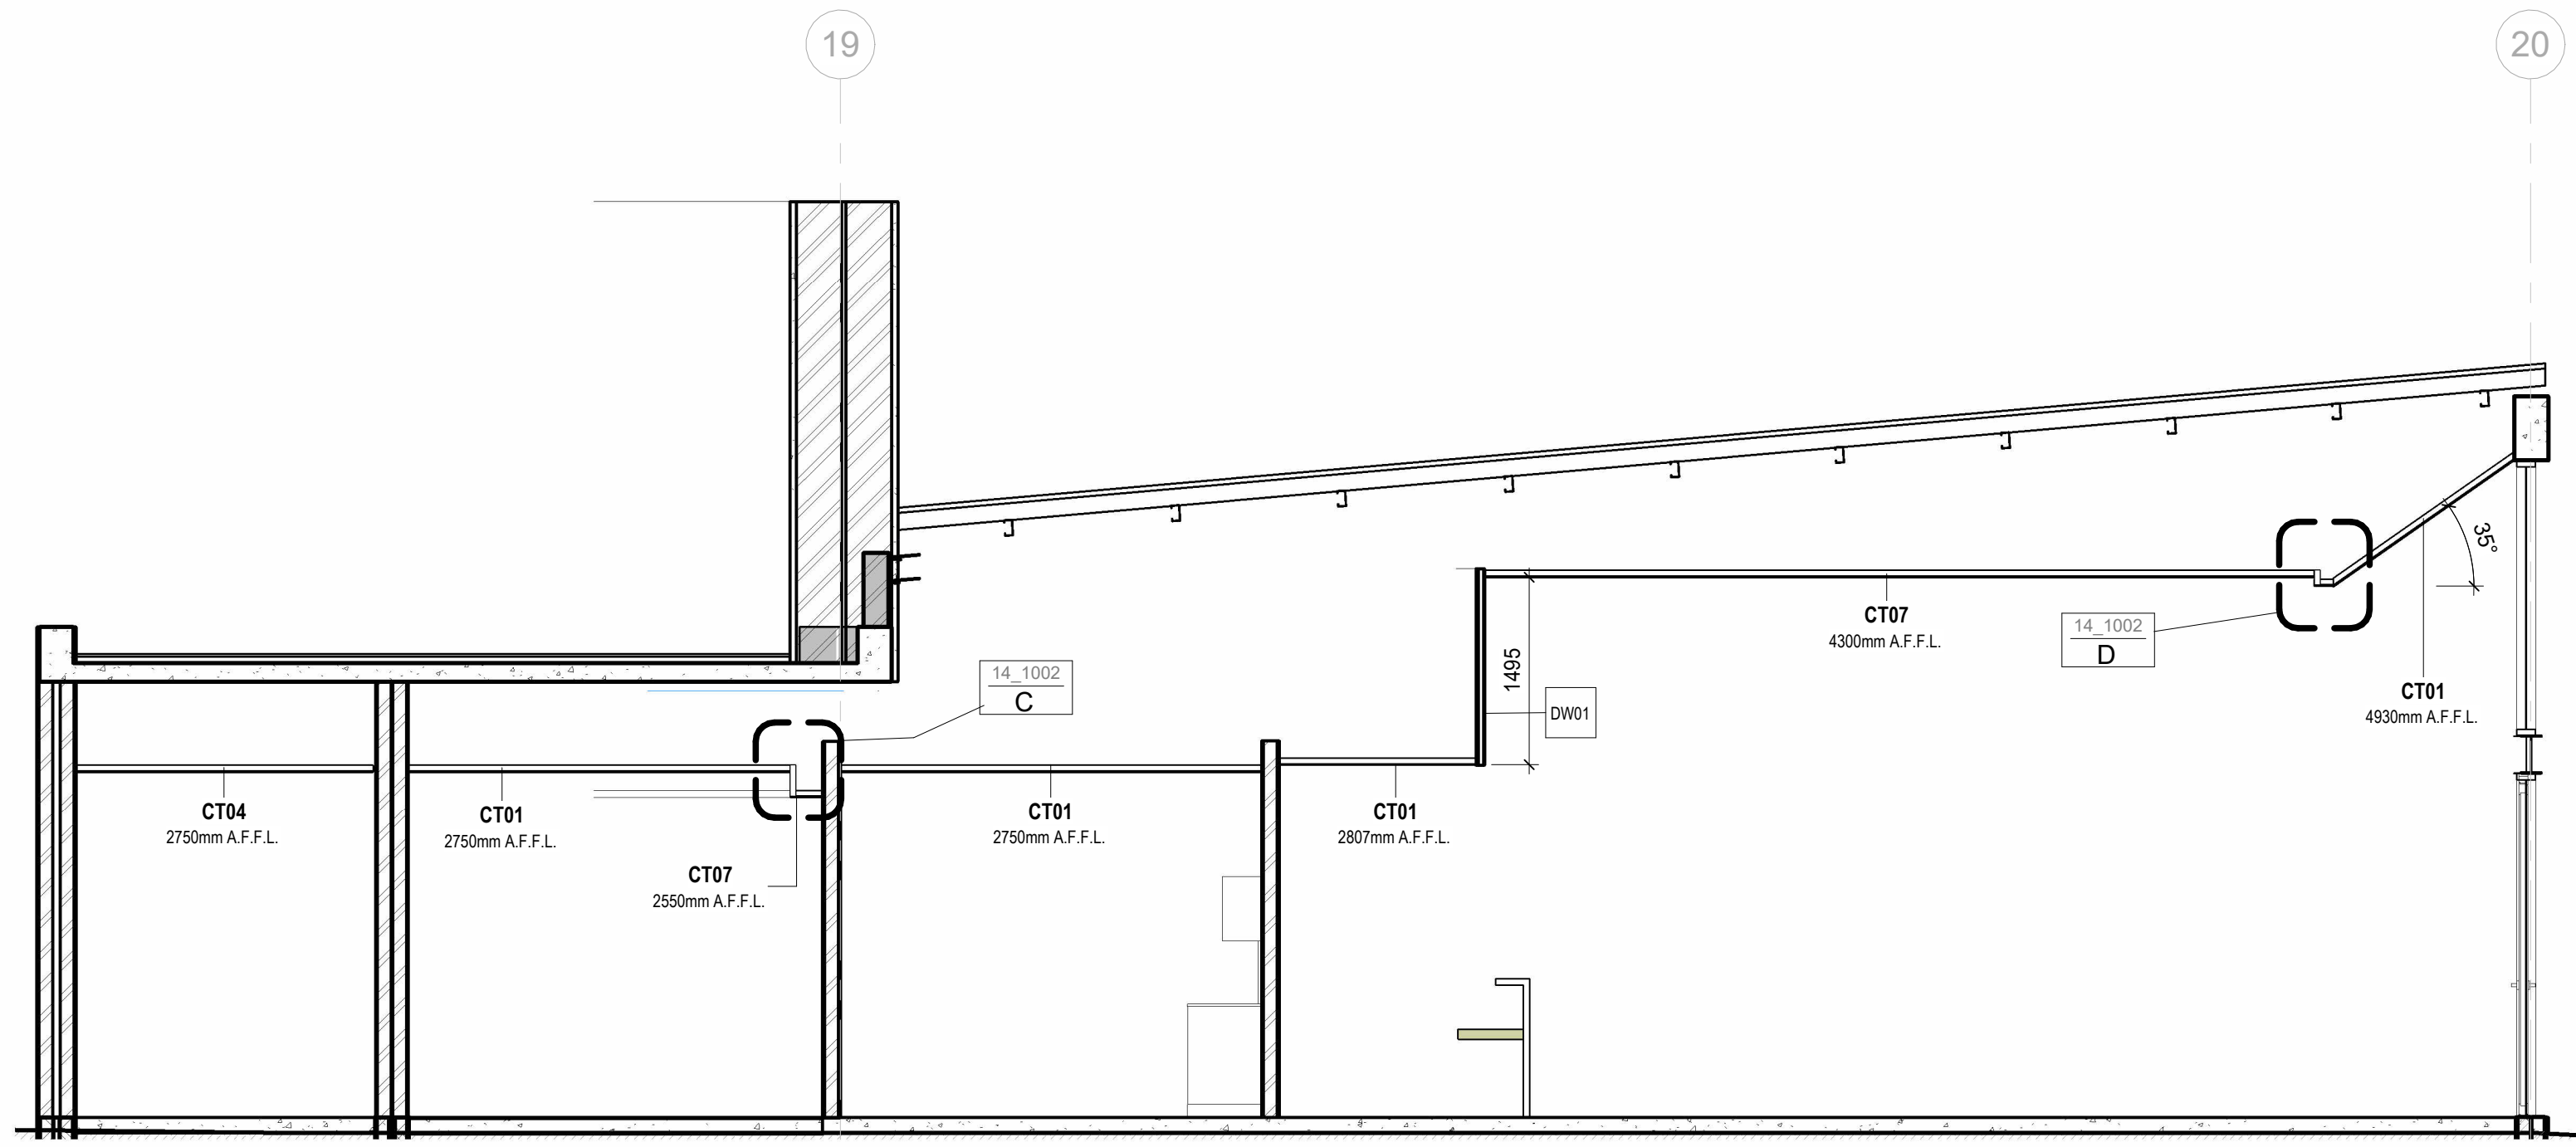 19
20
35°
14_1002
C
1495
DW01
CT07
4300mm A.F.F.L.
14_1002
D
CT01
4930mm A.F.F.L.
CT04
2750mm A.F.F.L.
CT01
2750mm A.F.F.L.
CT07
2550mm A.F.F.L.
CT01
2750mm A.F.F.L.
CT01
2807mm A.F.F.L.